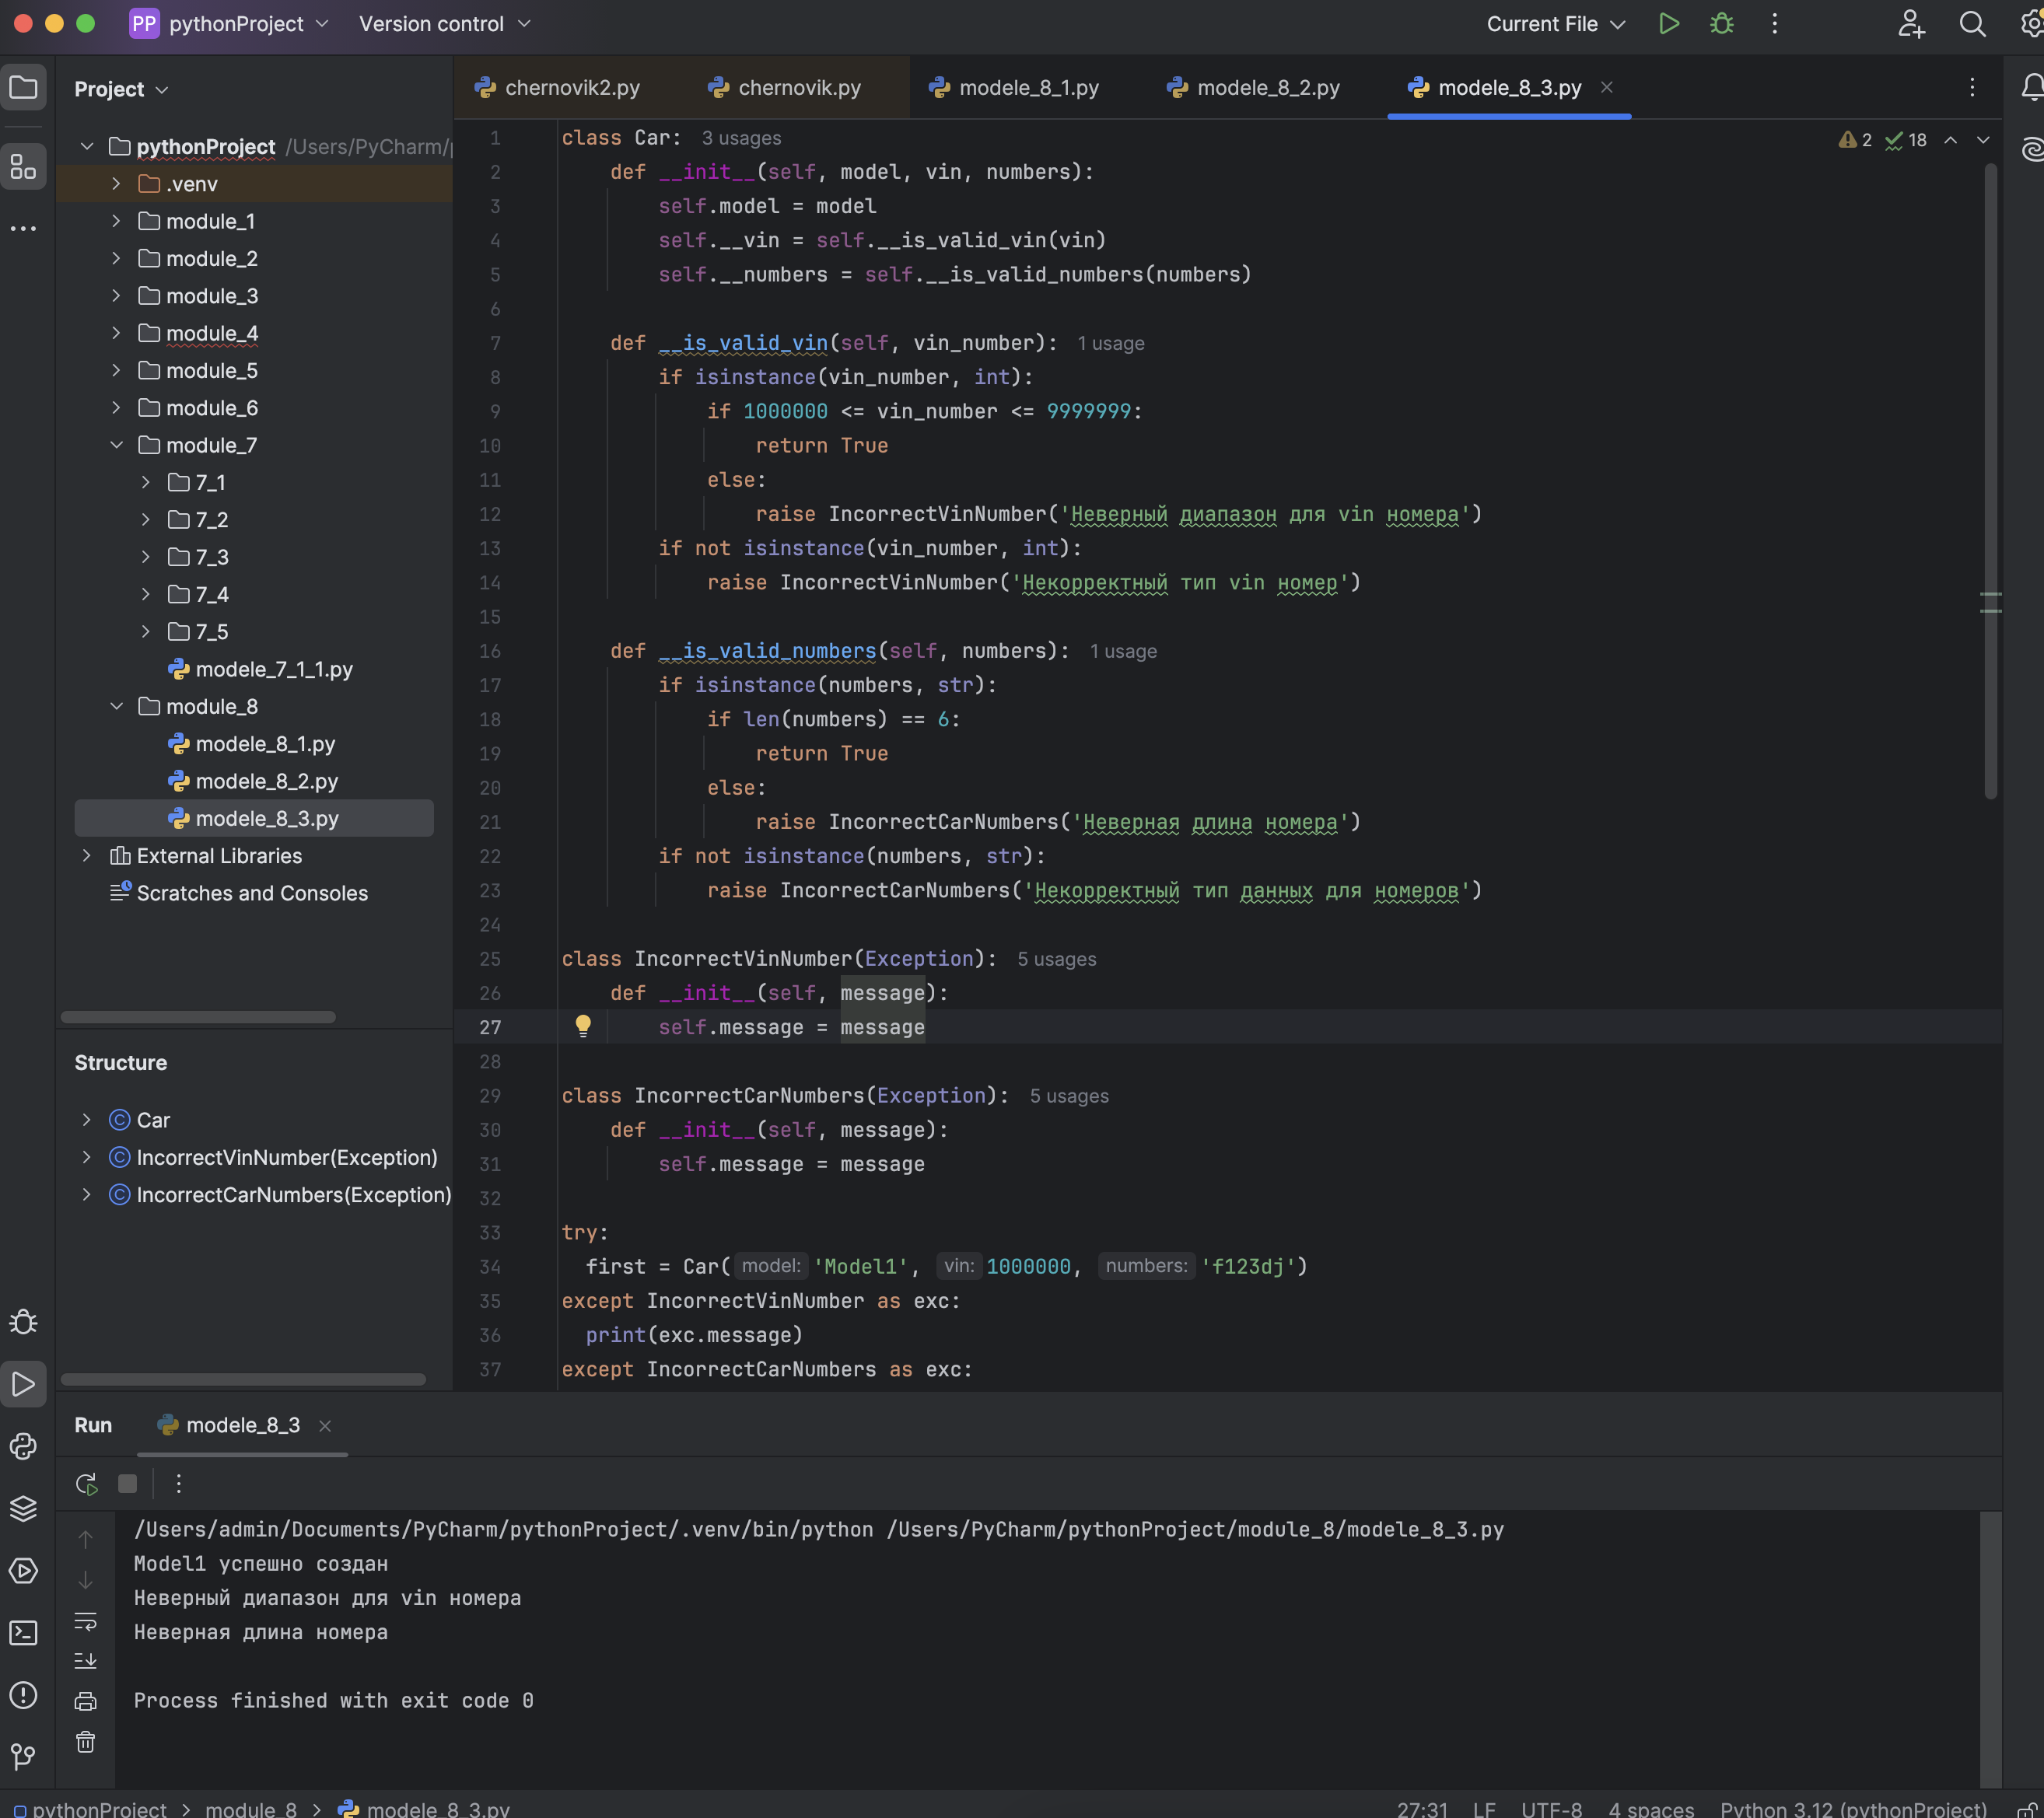 PP pythonProject Version control Current File
Project
chernovik2.py chernovik.py modele_8_1.py modele_8_2.py modele_8_3.py
pythonProject /Users/PyCharm/
.venv
module_1
module_2
module_3
module_4
module_5
module_6
module_7
7_1
7_2
7_3
7_4
7_5
modele_7_1_1.py
module_8
modele_8_1.py
modele_8_2.py
modele_8_3.py
External Libraries
Scratches and Consoles
Structure
Car
IncorrectVinNumber(Exception)
IncorrectCarNumbers(Exception)
2 18
1 class Car: 3 usages
2 def __init__(self, model, vin, numbers):
3 self.model = model
4 self.__vin = self.__is_valid_vin(vin)
5 self.__numbers = self.__is_valid_numbers(numbers)
6
7 def __is_valid_vin(self, vin_number): 1 usage
8 if isinstance(vin_number, int):
9 if 1000000 <= vin_number <= 9999999:
10 return True
11 else:
12 raise IncorrectVinNumber('Неверный диапазон для vin номера')
13 if not isinstance(vin_number, int):
14 raise IncorrectVinNumber('Некорректный тип vin номер')
15
16 def __is_valid_numbers(self, numbers): 1 usage
17 if isinstance(numbers, str):
18 if len(numbers) == 6:
19 return True
20 else:
21 raise IncorrectCarNumbers('Неверная длина номера')
22 if not isinstance(numbers, str):
23 raise IncorrectCarNumbers('Некорректный тип данных для номеров')
24
25 class IncorrectVinNumber(Exception): 5 usages
26 def __init__(self, message):
27 self.message = message
28
29 class IncorrectCarNumbers(Exception): 5 usages
30 def __init__(self, message):
31 self.message = message
32
33 try:
34 first = Car( model: 'Model1', vin: 1000000, numbers: 'f123dj')
35 except IncorrectVinNumber as exc:
36 print(exc.message)
37 except IncorrectCarNumbers as exc:
Run modele_8_3
/Users/admin/Documents/PyCharm/pythonProject/.venv/bin/python /Users/PyCharm/pythonProject/module_8/modele_8_3.py
Model1 успешно создан
Неверный диапазон для vin номера
Неверная длина номера
Process finished with exit code 0
pythonProject > module_8 > modele_8_3.py 27:31 LF UTF-8 4 spaces Python 3.12 (pythonProject)